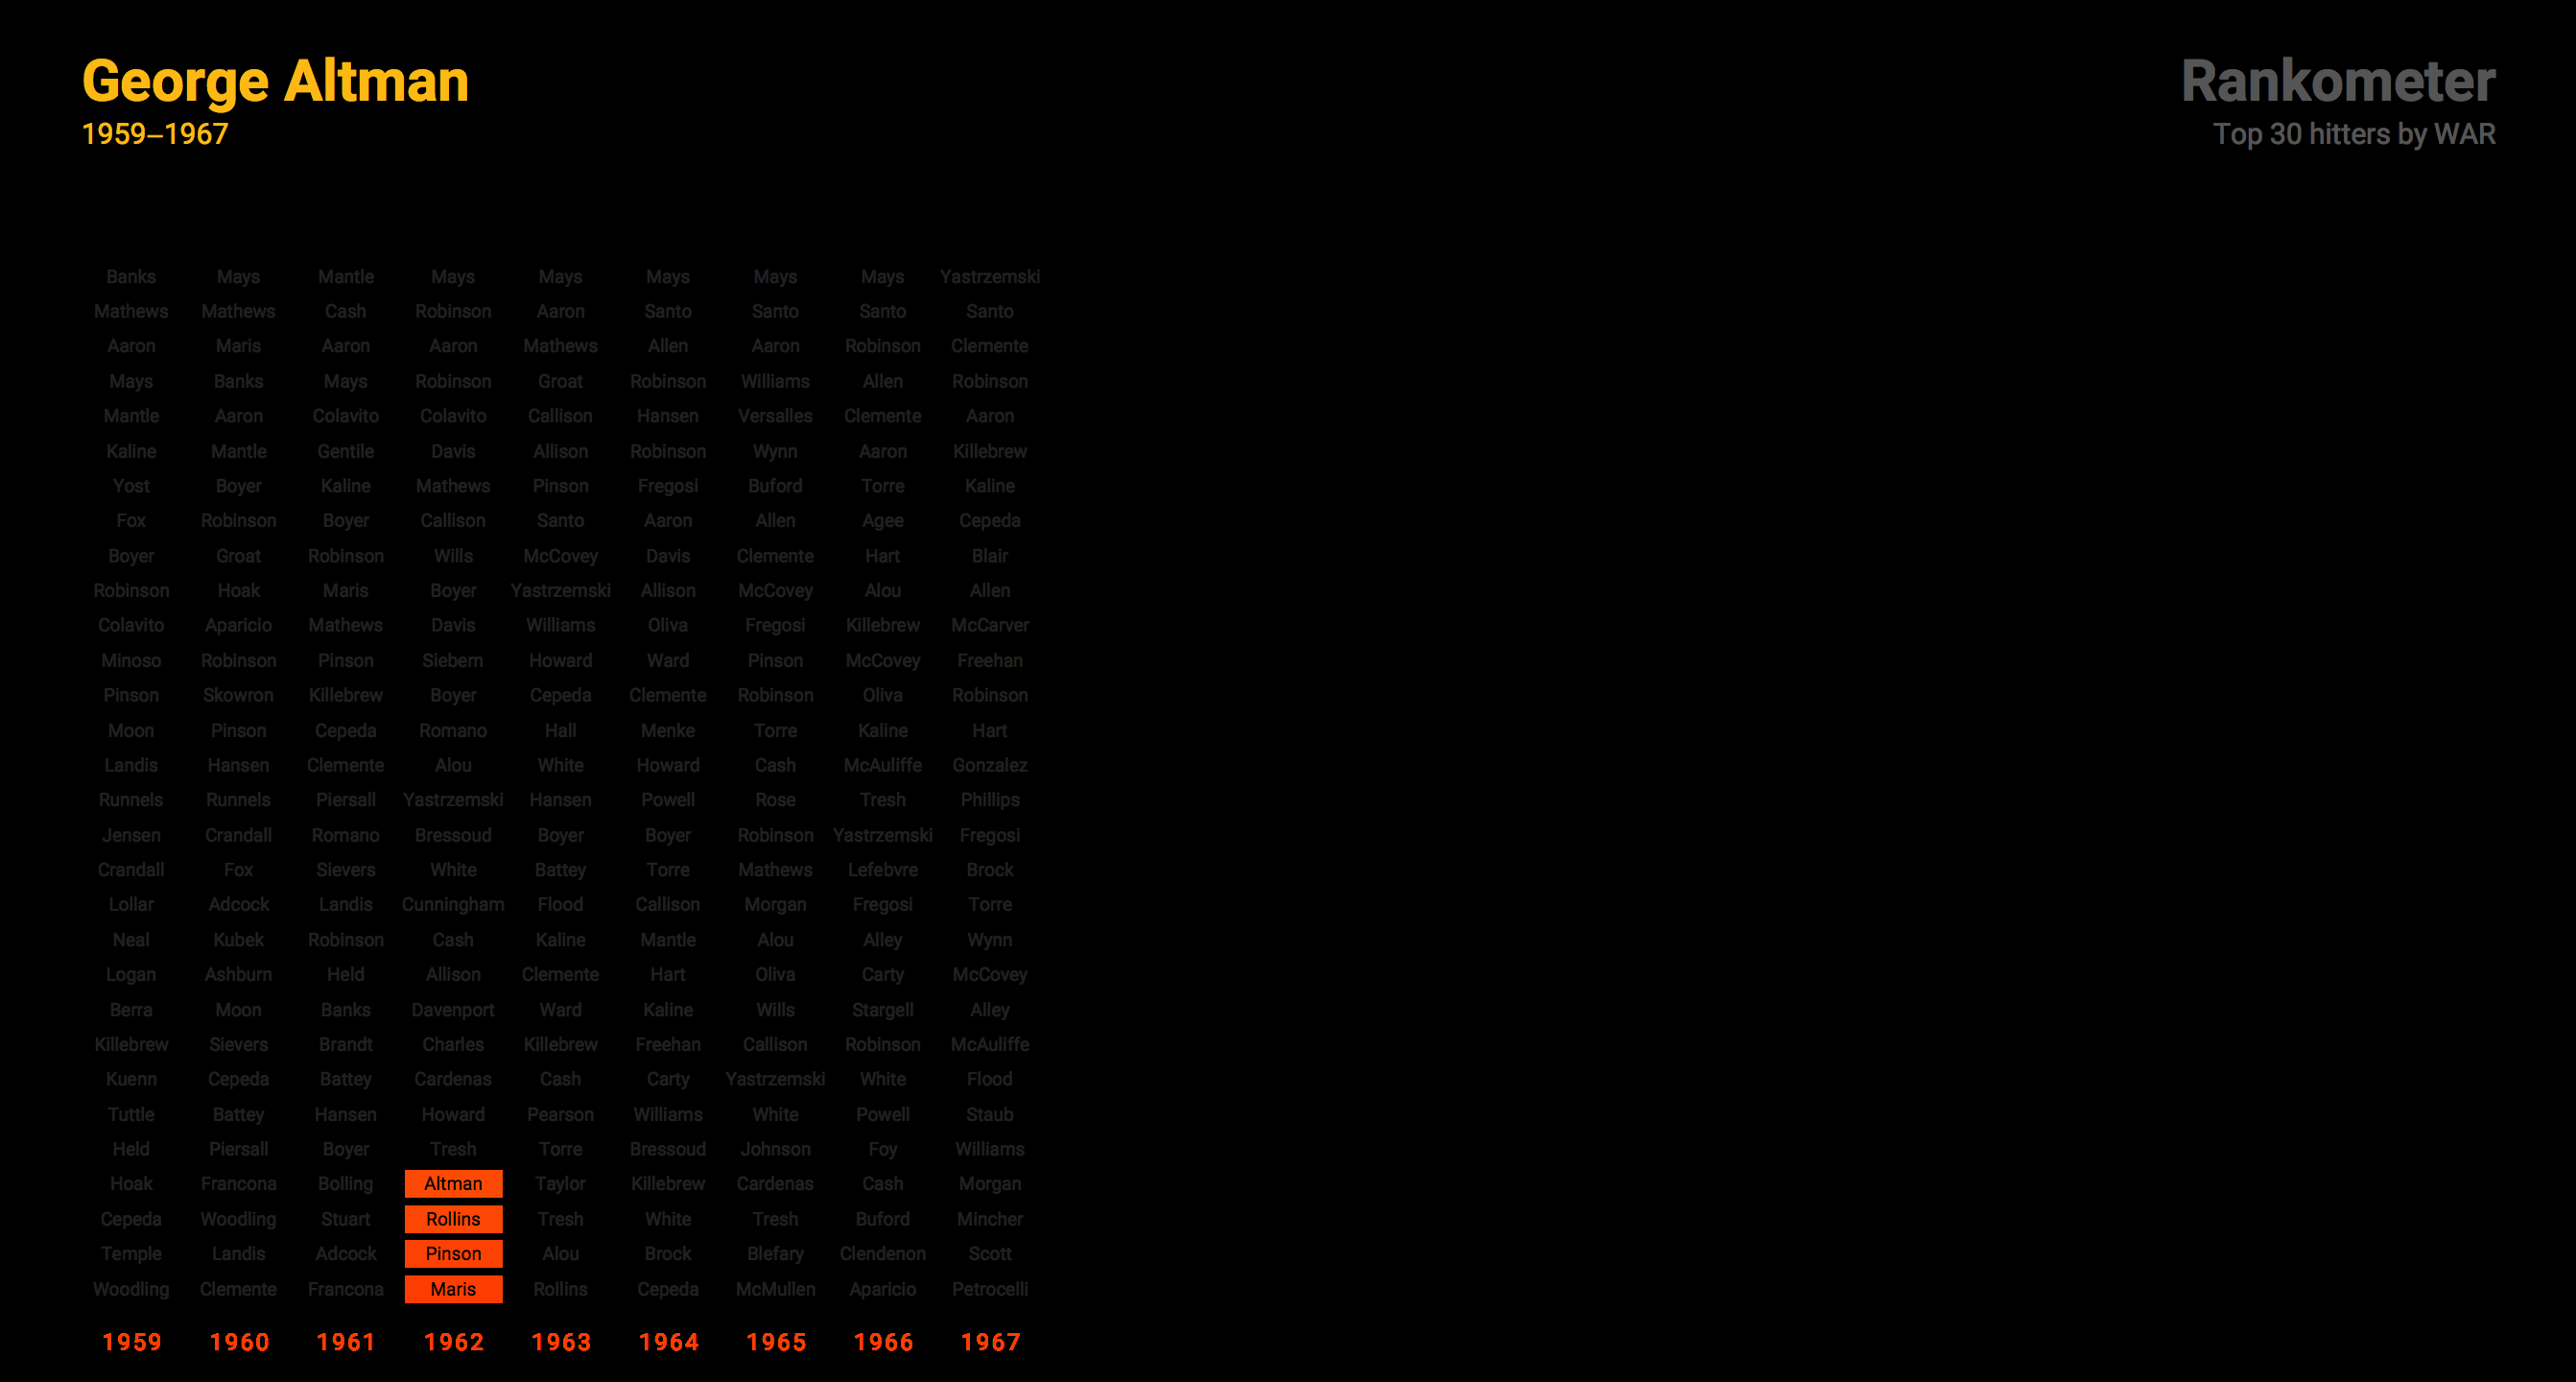 George Altman
1959–1967
Rankometer
Top 30 hitters by WAR
Banks Mays Mantle Mays Mays Mays Mays Mays Yastrzemski
Mathews Mathews Cash Robinson Aaron Santo Santo Santo Santo
Aaron Maris Aaron Aaron Mathews Allen Aaron Robinson Clemente
Mays Banks Mays Robinson Groat Robinson Williams Allen Robinson
Mantle Aaron Colavito Colavito Callison Hansen Versalles Clemente Aaron
Kaline Mantle Gentile Davis Allison Robinson Wynn Aaron Killebrew
Yost Boyer Kaline Mathews Pinson Fregosi Buford Torre Kaline
Fox Robinson Boyer Callison Santo Aaron Allen Agee Cepeda
Boyer Groat Robinson Wills McCovey Davis Clemente Hart Blair
Robinson Hoak Maris Boyer Yastrzemski Allison McCovey Alou Allen
Colavito Aparicio Mathews Davis Williams Oliva Fregosi Killebrew McCarver
Minoso Robinson Pinson Siebern Howard Ward Pinson McCovey Freehan
Pinson Skowron Killebrew Boyer Cepeda Clemente Robinson Oliva Robinson
Moon Pinson Cepeda Romano Hall Menke Torre Kaline Hart
Landis Hansen Clemente Alou White Howard Cash McAuliffe Gonzalez
Runnels Runnels Piersall Yastrzemski Hansen Powell Rose Tresh Phillips
Jensen Crandall Romano Bressoud Boyer Boyer Robinson Yastrzemski Fregosi
Crandall Fox Sievers White Battey Torre Mathews Lefebvre Brock
Lollar Adcock Landis Cunningham Flood Callison Morgan Fregosi Torre
Neal Kubek Robinson Cash Kaline Mantle Alou Alley Wynn
Logan Ashburn Held Allison Clemente Hart Oliva Carty McCovey
Berra Moon Banks Davenport Ward Kaline Wills Stargell Alley
Killebrew Sievers Brandt Charles Killebrew Freehan Callison Robinson McAuliffe
Kuenn Cepeda Battey Cardenas Cash Carty Yastrzemski White Flood
Tuttle Battey Hansen Howard Pearson Williams White Powell Staub
Held Piersall Boyer Tresh Torre Bressoud Johnson Foy Williams
Hoak Francona Bolling Altman Taylor Killebrew Cardenas Cash Morgan
Cepeda Woodling Stuart Rollins Tresh White Tresh Buford Mincher
Temple Landis Adcock Pinson Alou Brock Blefary Clendenon Scott
Woodling Clemente Francona Maris Rollins Cepeda McMullen Aparicio Petrocelli
1959 1960 1961 1962 1963 1964 1965 1966 1967